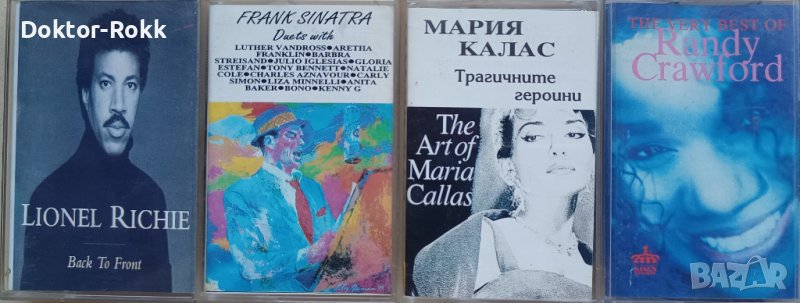 Doktor-Rokk
LIONEL RICHIE
Back To Front
FRANK SINATRA
Duets with
LUTHER VANDROSS●ARETHA
FRANKLIN●BARBRA
STREISAND●JULIO IGLESIAS●GLORIA
ESTEFAN●TONY BENNETT●NATALIE
COLE●CHARLES AZNAVOUR●CARLY
SIMON●LIZA MINNELLI●ANITA
BAKER●BONO●KENNY G
МАРИЯ
КАЛАС
Трагичните
героини
The
Art of
Maria
Callas
THE VERY BEST OF
Randy
Crawford
BAZAR